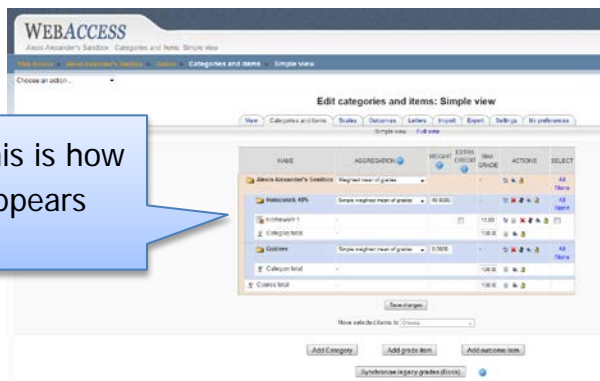 WEBACCESS
Alexis Alexander's Sandbox: Categories and items: Simple view
Categories and items ▸ Simple view
Choose an action...
Edit categories and items: Simple view
View Categories and items Scales Outcomes Letters Import Export Settings My preferences
Simple view Full view
NAME AGGREGATION WEIGHT EXTRA CREDIT MAX GRADE ACTIONS SELECT
Alexis Alexander's Sandbox Weighted mean of grades - All
None
Homework 40% Simple weighted mean of grades - All
None
Homework 1 - 10.00
Category total - 100.00
Quizzes Simple weighted mean of grades 0.0000 - All
None
Category total - 100.00
Course total - 100.00
Save changes
Move selected items to Choose...
Add Category Add grade item Add outcome item
Synchronise legacy grades
his is how
ppears